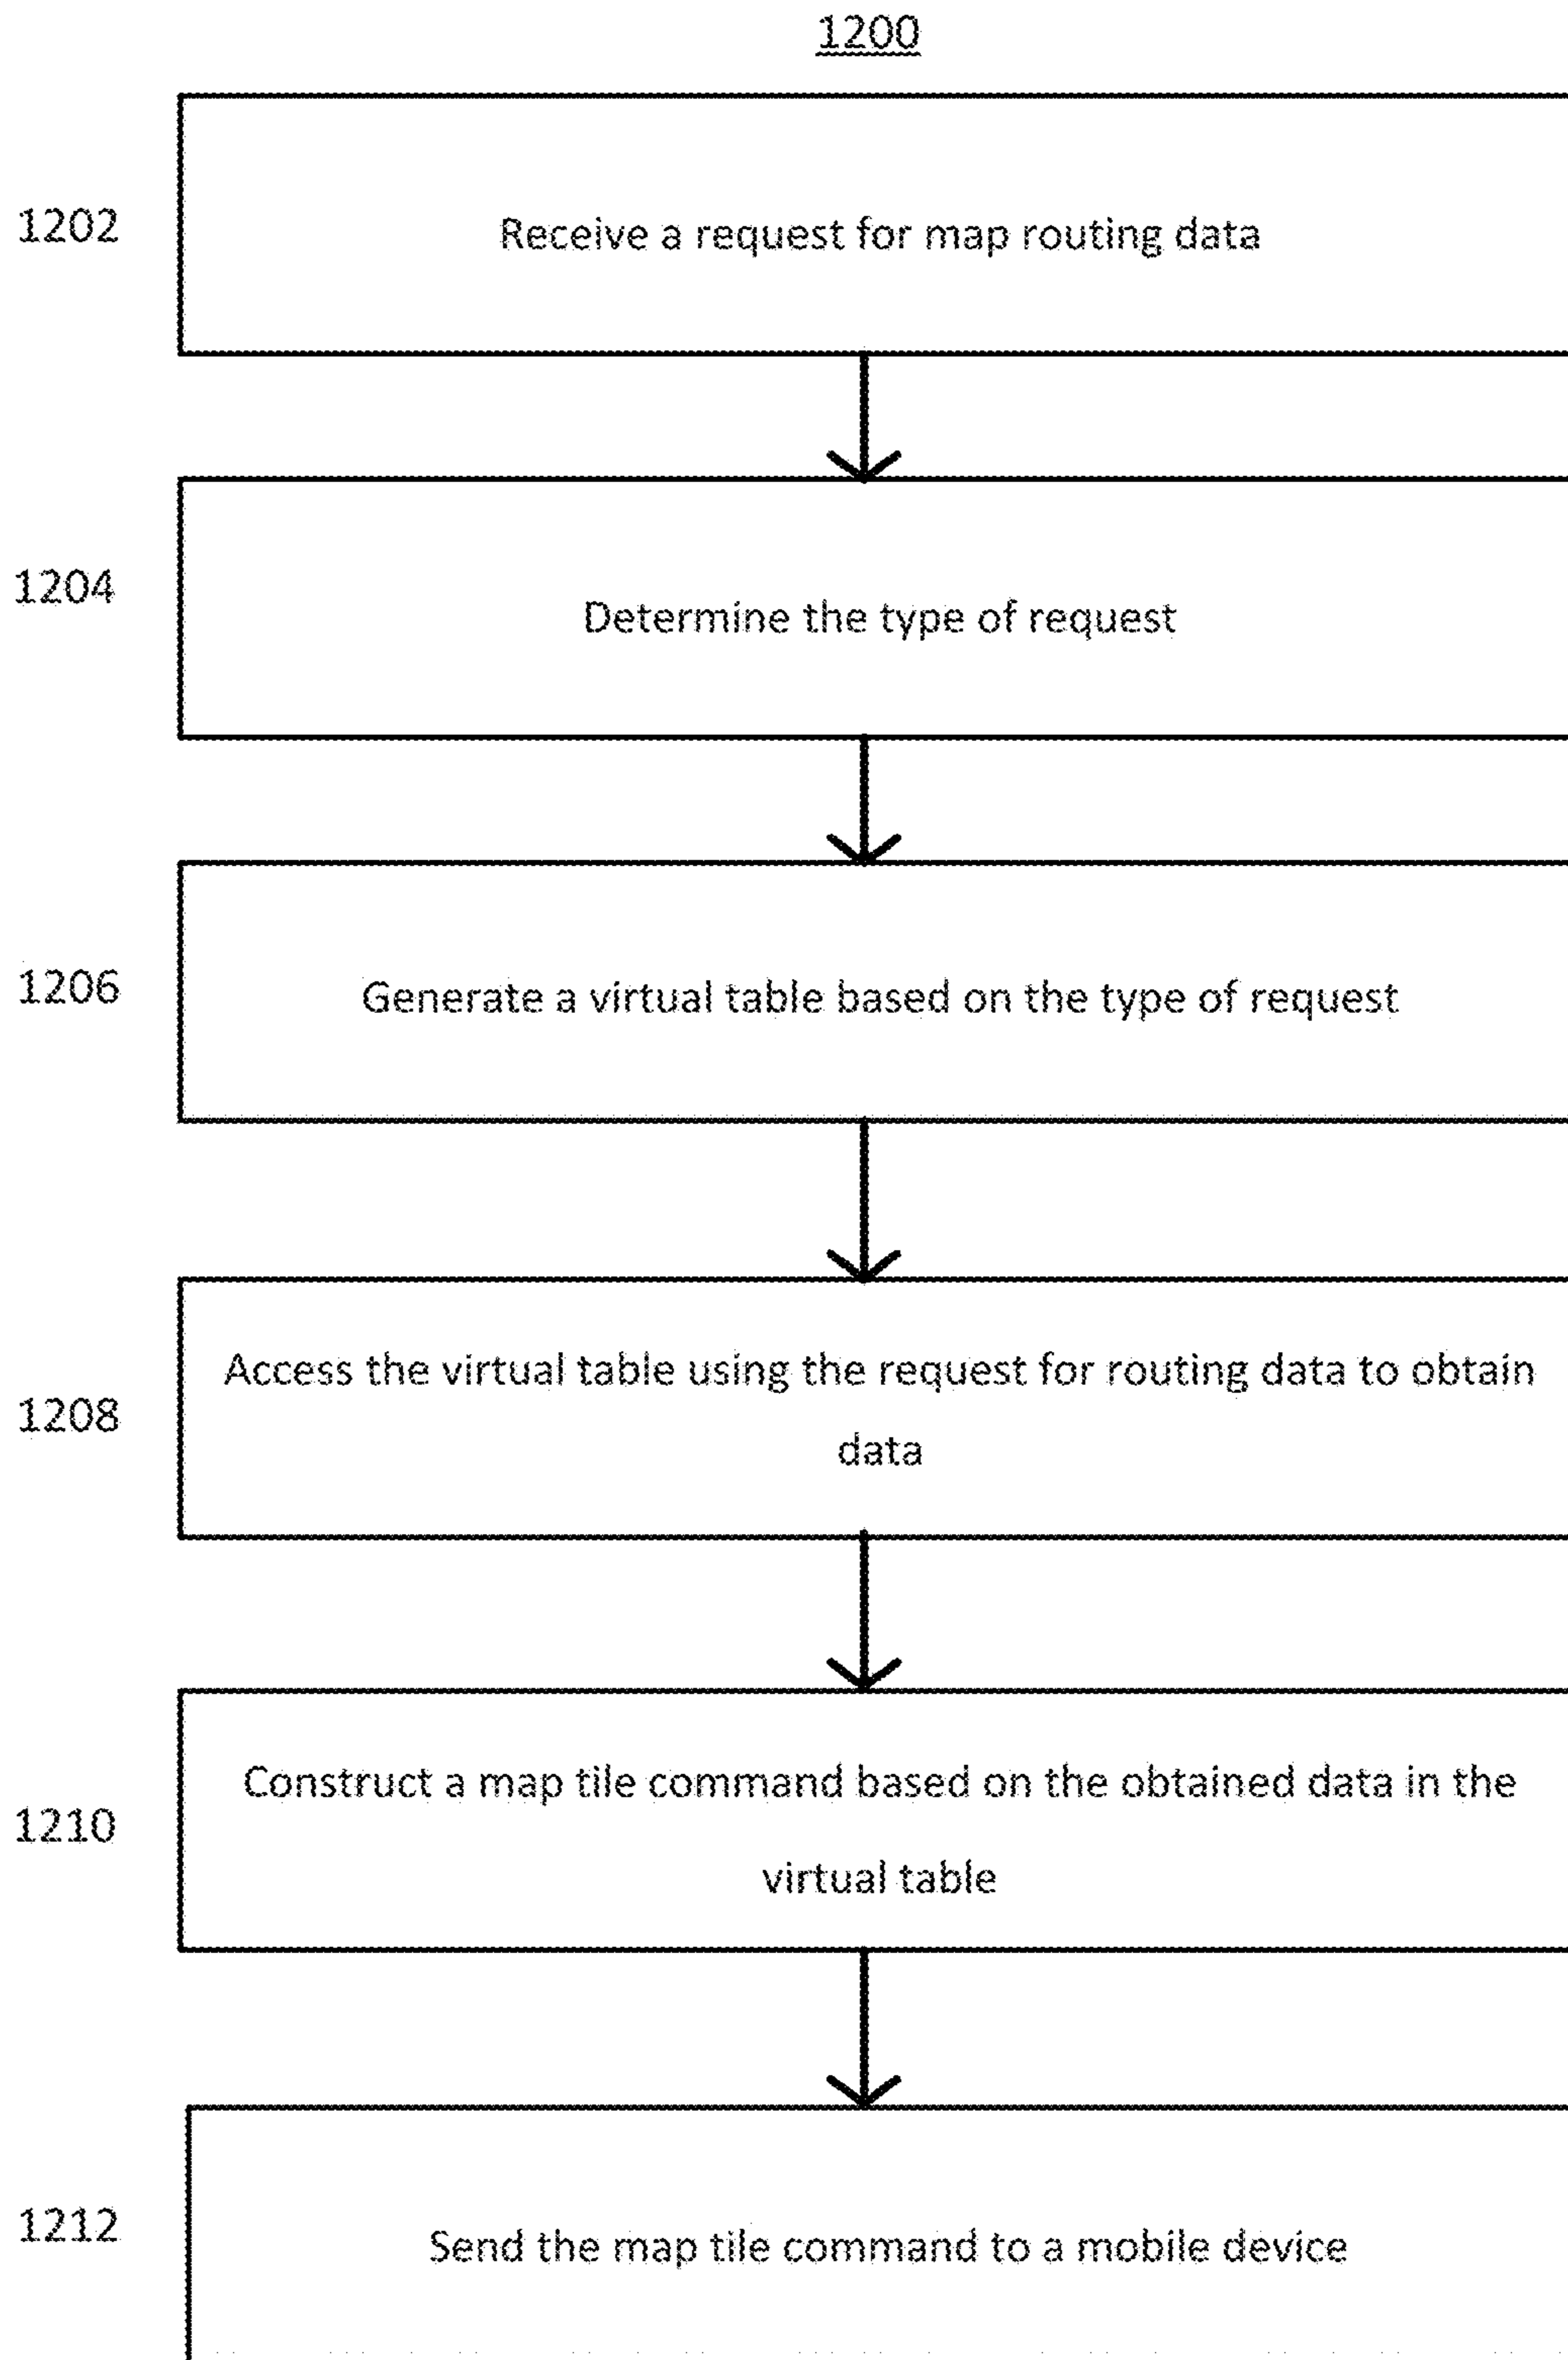 1200
1202
Receive a request for map routing data
1204
Determine the type of request
1206
Generate a virtual table based on the type of request
Access the virtual table using the request for routing data to obtain
1208
data
Construct a map tile command based on the obtained data in the
1210
virtual table
1212
Send the map tile command to a mobile device